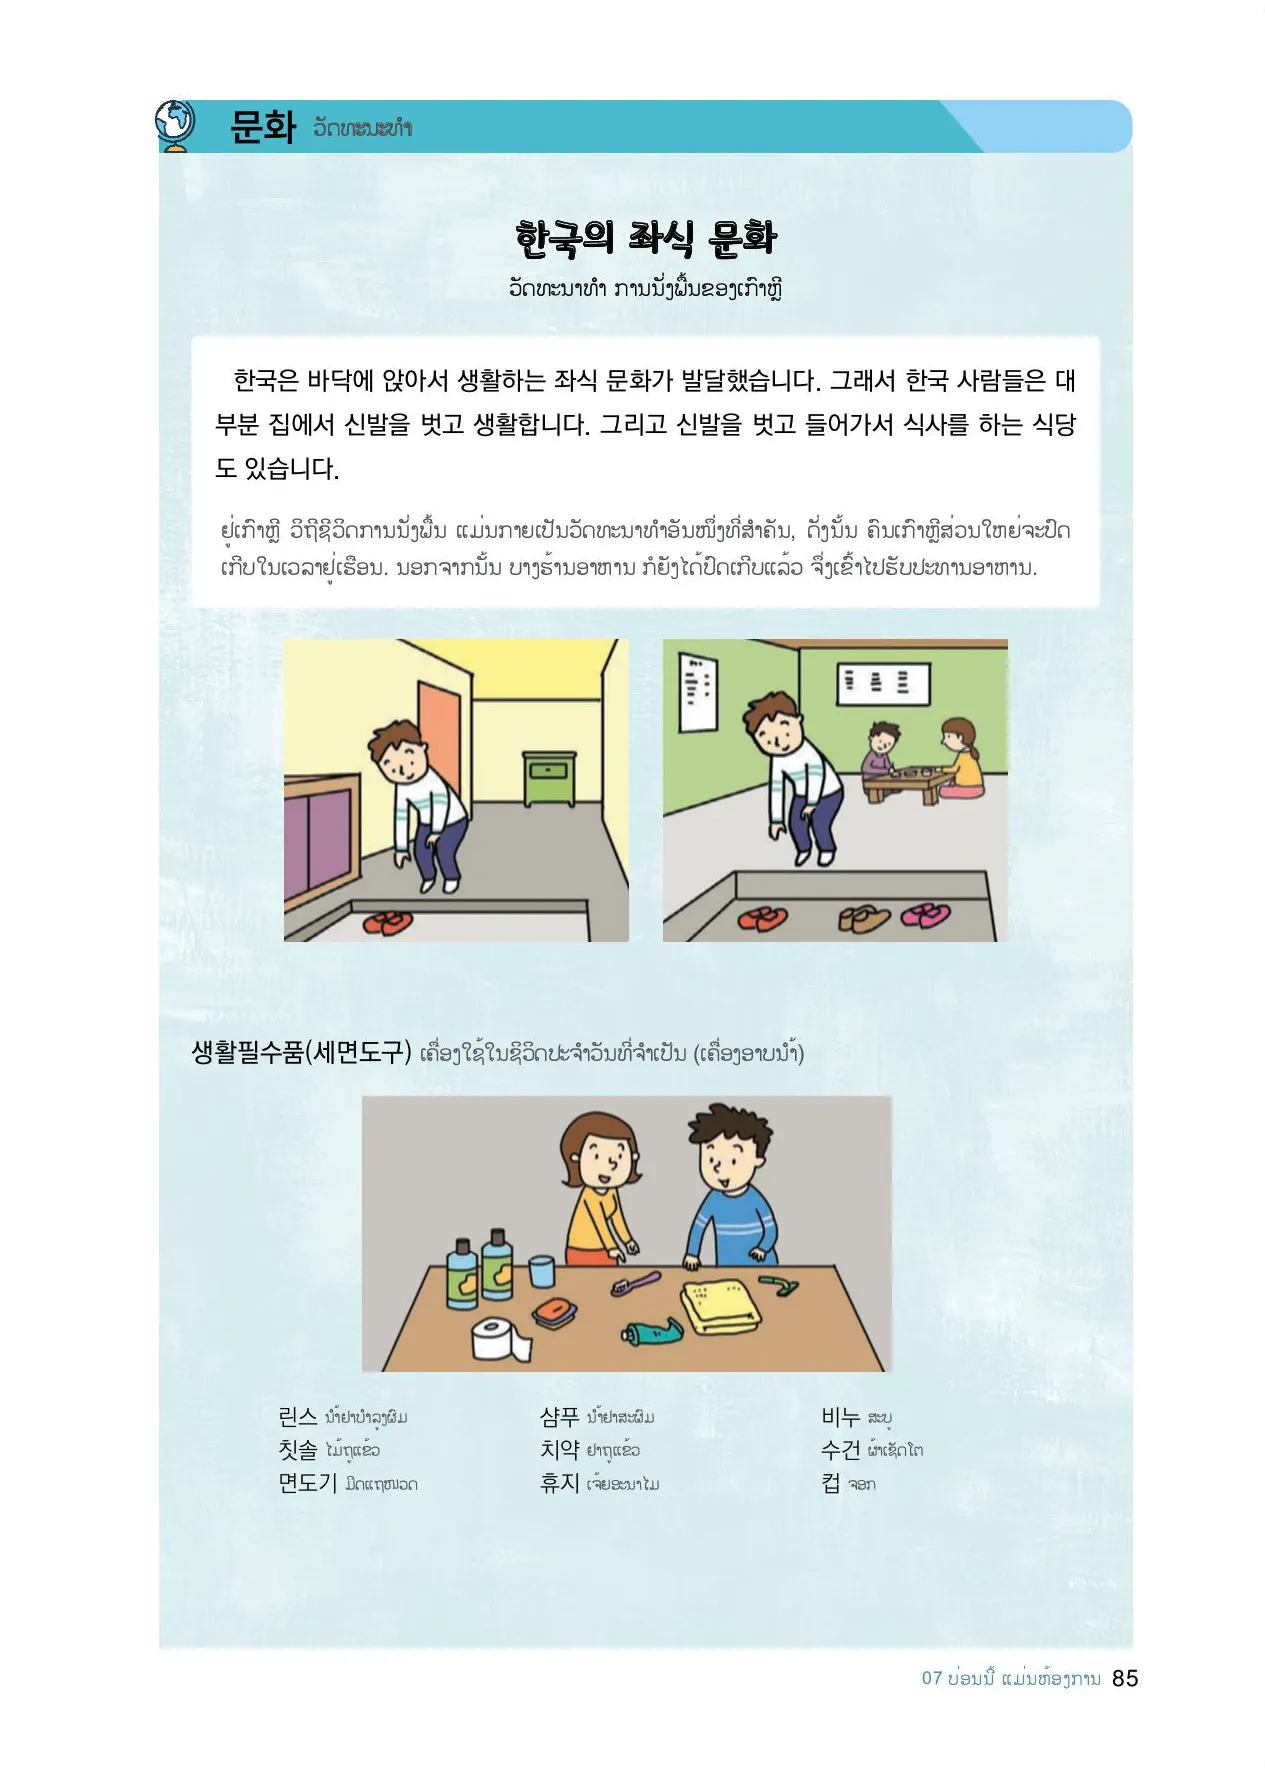 문화 ວັດທະນະທຳ
한국의 좌식 문화
ວັດທະນາທຳ ການນັ່ງພື້ນຂອງເກົາຫຼີ
한국은 바닥에 앉아서 생활하는 좌식 문화가 발달했습니다. 그래서 한국 사람들은 대
부분 집에서 신발을 벗고 생활합니다. 그리고 신발을 벗고 들어가서 식사를 하는 식당
도 있습니다.
ຢູ່ເກົາຫຼີ ວິຖີຊີວິດການນັ່ງພື້ນ ແມ່ນກາຍເປັນວັດທະນາທຳອັນໜຶ່ງທີ່ສຳຄັນ, ດັ່ງນັ້ນ ຄົນເກົາຫຼີສ່ວນໃຫຍ່ຈະປົດ
ເກີບໃນເວລາຢູ່ເຮືອນ. ນອກຈາກນັ້ນ ບາງຮ້ານອາຫານ ກໍຍັງໄດ້ປົດເກີບແລ້ວ ຈຶ່ງເຂົ້າໄປຮັບປະທານອາຫານ.
생활필수품(세면도구) ເຄື່ອງໃຊ້ໃນຊິວິດປະຈຳວັນທີ່ຈຳເປັນ (ເຄື່ອງອາບນ້ຳ)
린스 ນ້ຳຢາບຳລູງຜົມ 샴푸 ນ້ຳຢາສະຜົມ 비누 ສະບູ
칫솔 ໄມ້ຖູແຂ້ວ 치약 ຢາຖູແຂ້ວ 수건 ຜ້າເຊັດໂຕ
면도기 ມີດແຖໜວດ 휴지 ເຈ້ຍອະນາໄມ 컵 ຈອກ
07 ບ່ອນນີ້ ແມ່ນຫ້ອງການ 85